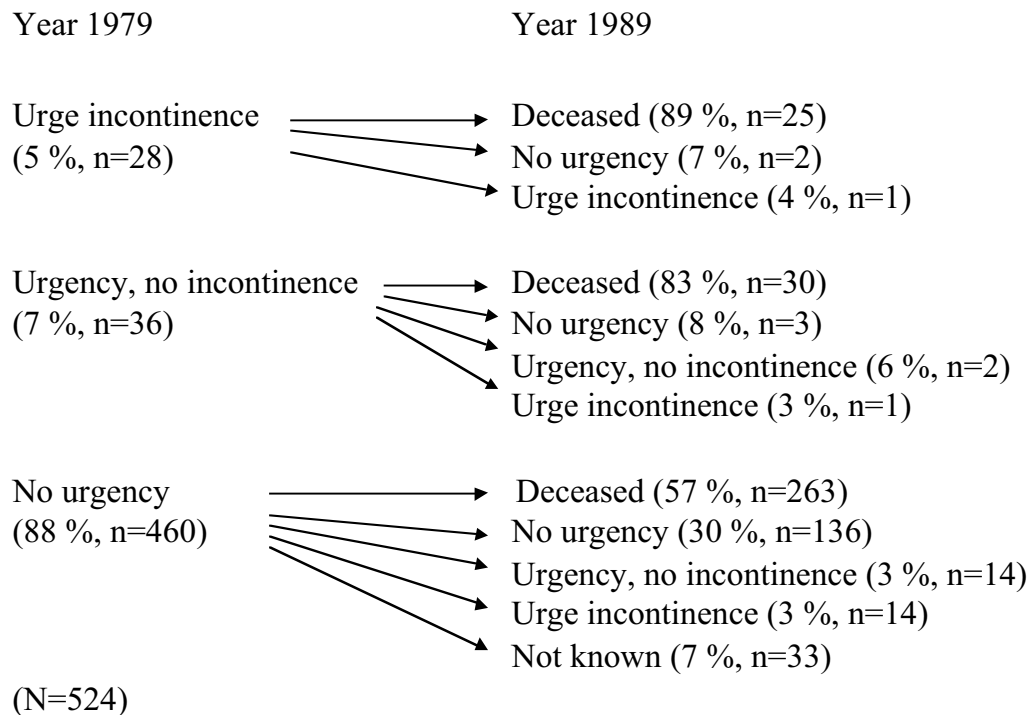 Year 1979
Year 1989
Urge incontinence
(5 %, n=28)
Deceased (89 %, n=25)
No urgency (7 %, n=2)
Urge incontinence (4 %, n=1)
Urgency, no incontinence
(7 %, n=36)
Deceased (83 %, n=30)
No urgency (8 %, n=3)
Urgency, no incontinence (6 %, n=2)
Urge incontinence (3 %, n=1)
No urgency
(88 %, n=460)
Deceased (57 %, n=263)
No urgency (30 %, n=136)
Urgency, no incontinence (3 %, n=14)
Urge incontinence (3 %, n=14)
Not known (7 %, n=33)
(N=524)